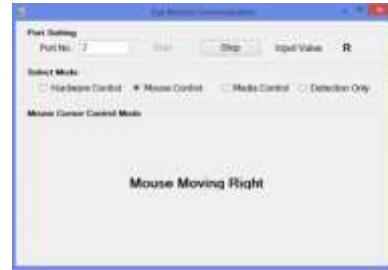 Port Setting
Port No. 7 Start Stop Input Value R
Select Mode
Hardware Control Mouse Control Media Control Detection Only
Mouse Cursor Control Mode
Mouse Moving Right